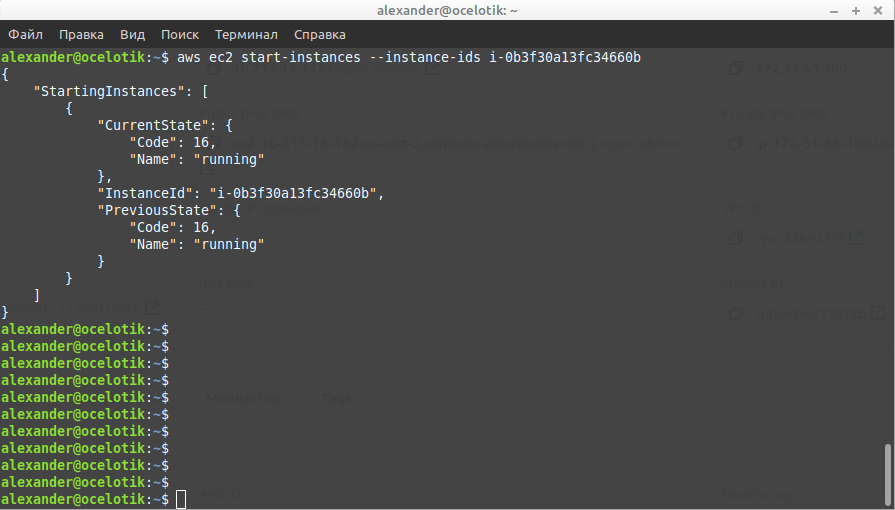 alexander@ocelotik: ~
Файл Правка Вид Поиск Терминал Справка
alexander@ocelotik:~$ aws ec2 start-instances --instance-ids i-0b3f30a13fc34660b
{
    "StartingInstances": [
        {
            "CurrentState": {
                "Code": 16,
                "Name": "running"
            },
            "InstanceId": "i-0b3f30a13fc34660b",
            "PreviousState": {
                "Code": 16,
                "Name": "running"
            }
        }
    ]
}
alexander@ocelotik:~$
alexander@ocelotik:~$
alexander@ocelotik:~$
alexander@ocelotik:~$
alexander@ocelotik:~$
alexander@ocelotik:~$
alexander@ocelotik:~$
alexander@ocelotik:~$
alexander@ocelotik:~$
alexander@ocelotik:~$
alexander@ocelotik:~$
Monitoring
Tags